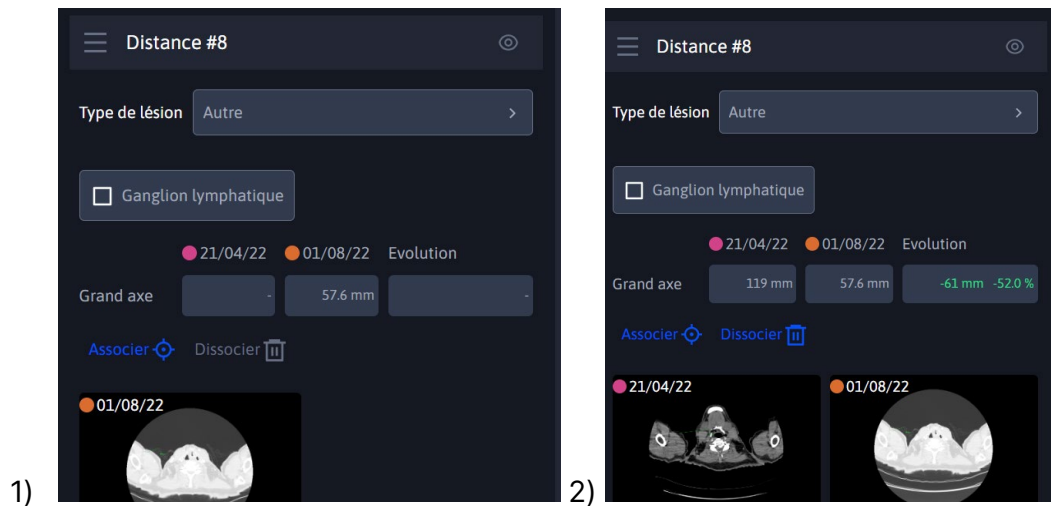 Distance #8
Type de lésion Autre >
Ganglion lymphatique
21/04/22 01/08/22 Evolution
Grand axe - 57.6 mm -
Associer Dissocier
01/08/22
1)
Distance #8
Type de lésion Autre >
Ganglion lymphatique
21/04/22 01/08/22 Evolution
Grand axe 119 mm 57.6 mm -61 mm -52.0 %
Associer Dissocier
21/04/22 01/08/22
2)